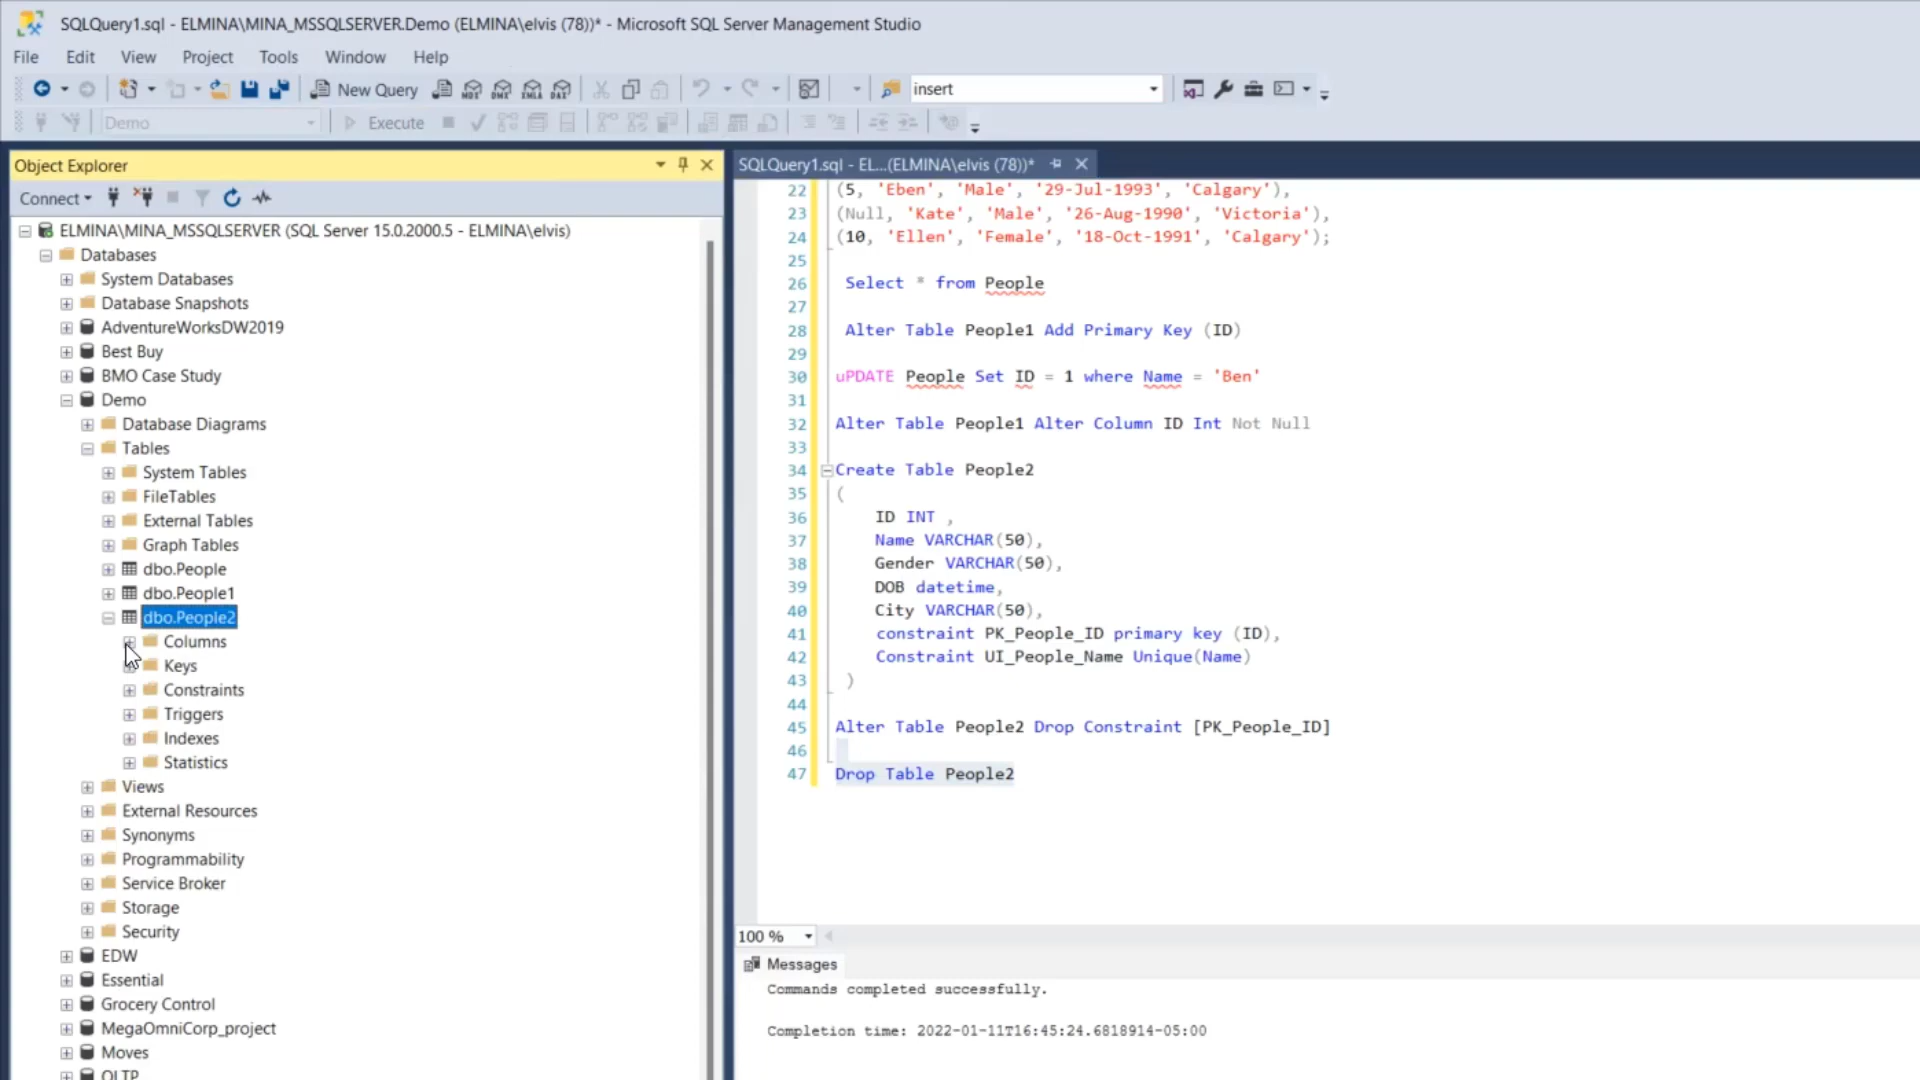 SQLQuery1.sql - ELMINA\MINA_MSSQLSERVER.Demo (ELMINA\elvis (78))* - Microsoft SQL Server Management Studio
File Edit View Project Tools Window Help
New Query MDX DMX XMLA DAX insert
Demo Execute
Object Explorer
Connect
ELMINA\MINA_MSSQLSERVER (SQL Server 15.0.2000.5 - ELMINA\elvis)
Databases
System Databases
Database Snapshots
AdventureWorksDW2019
Best Buy
BMO Case Study
Demo
Database Diagrams
Tables
System Tables
FileTables
External Tables
Graph Tables
dbo.People
dbo.People1
dbo.People2
Columns
Keys
Constraints
Triggers
Indexes
Statistics
Views
External Resources
Synonyms
Programmability
Service Broker
Storage
Security
EDW
Essential
Grocery Control
MegaOmniCorp_project
Moves
OLTP
SQLQuery1.sql - EL...(ELMINA\elvis (78))*
22 (5, 'Eben', 'Male', '29-Jul-1993', 'Calgary'),
23 (Null, 'Kate', 'Male', '26-Aug-1990', 'Victoria'),
24 (10, 'Ellen', 'Female', '18-Oct-1991', 'Calgary');
25
26 Select * from People
27
28 Alter Table People1 Add Primary Key (ID)
29
30 uPDATE People Set ID = 1 where Name = 'Ben'
31
32 Alter Table People1 Alter Column ID Int Not Null
33
34 Create Table People2
35 (
36 ID INT ,
37 Name VARCHAR(50),
38 Gender VARCHAR(50),
39 DOB datetime,
40 City VARCHAR(50),
41 constraint PK_People_ID primary key (ID),
42 Constraint UI_People_Name Unique(Name)
43 )
44
45 Alter Table People2 Drop Constraint [PK_People_ID]
46
47 Drop Table People2
100 %
Messages
Commands completed successfully.
Completion time: 2022-01-11T16:45:24.6818914-05:00